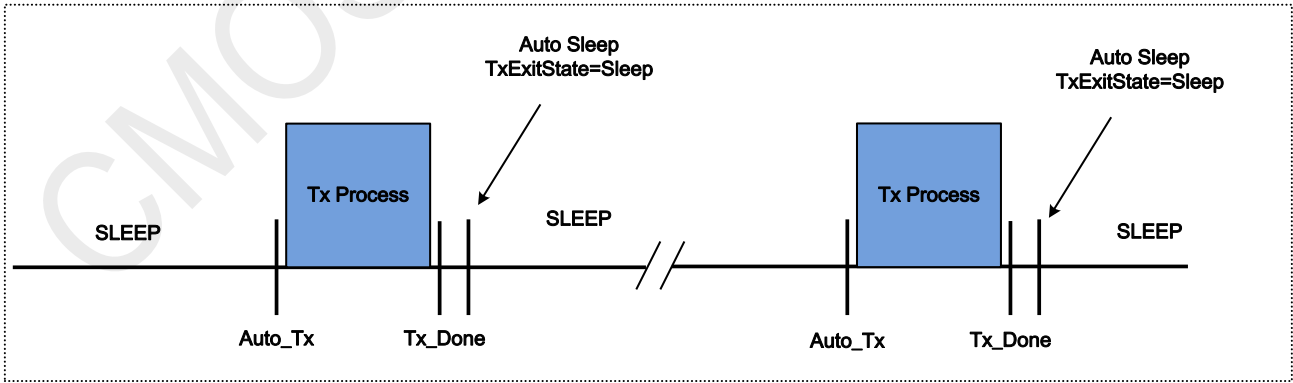 CMOS
Auto Sleep
TxExitState=Sleep
Auto Sleep
TxExitState=Sleep
Tx Process
Tx Process
SLEEP
SLEEP
SLEEP
Auto_Tx
Tx_Done
Auto_Tx
Tx_Done